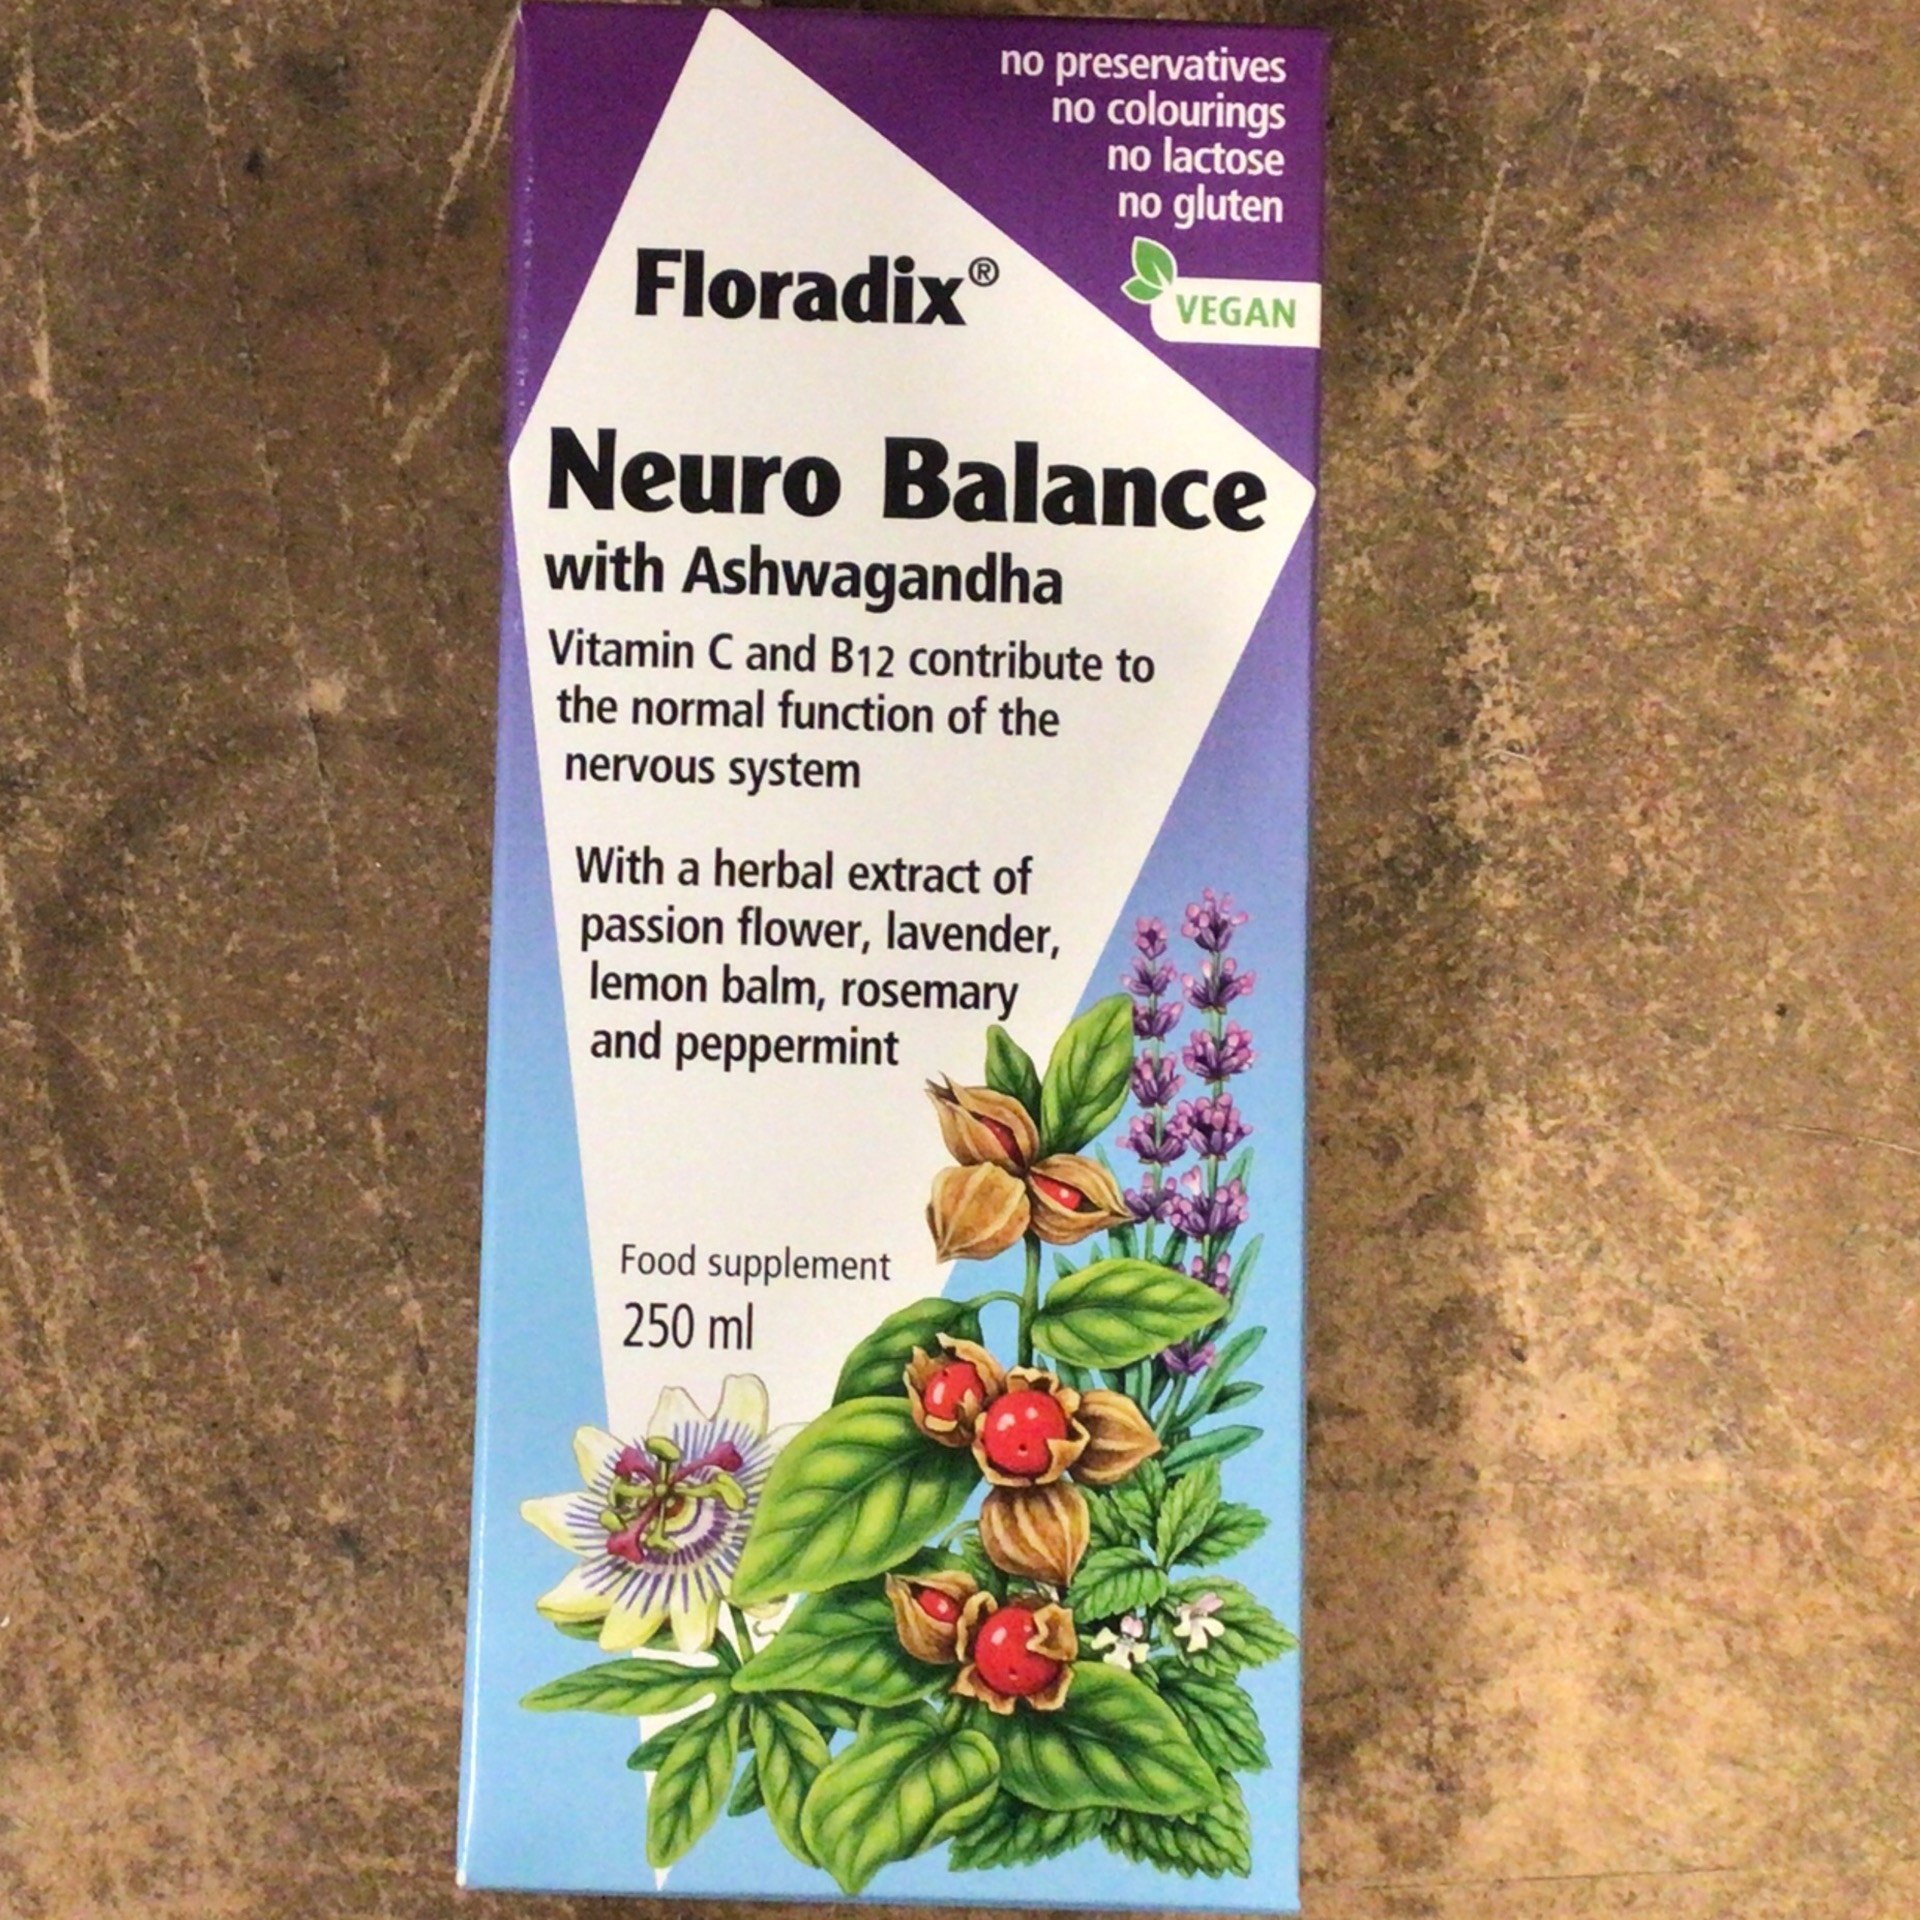 no preservatives
no colourings
no lactose
no gluten
VEGAN
Floradix®
Neuro Balance
with Ashwagandha
Vitamin C and B12 contribute to
the normal function of the
nervous system
With a herbal extract of
passion flower, lavender,
lemon balm, rosemary
and peppermint
Food supplement
250 ml